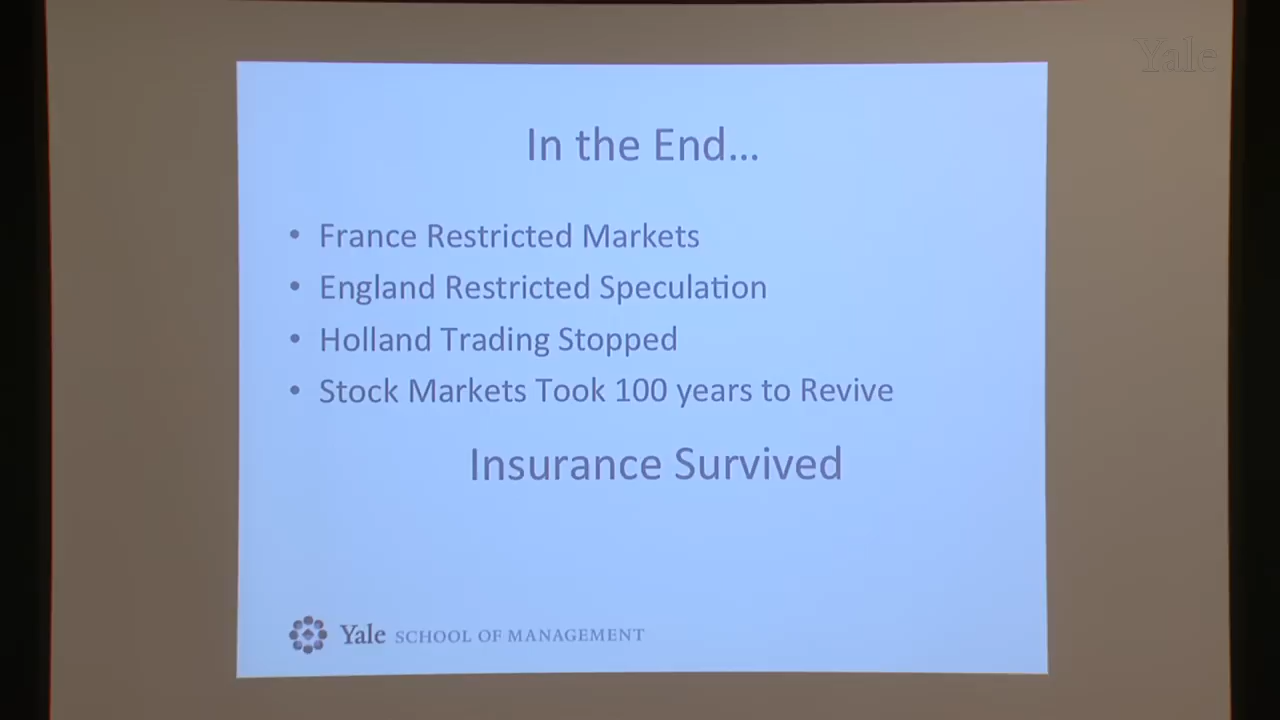 Yale
In the End...
• France Restricted Markets
• England Restricted Speculation
• Holland Trading Stopped
• Stock Markets Took 100 years to Revive
Insurance Survived
Yale SCHOOL OF MANAGEMENT